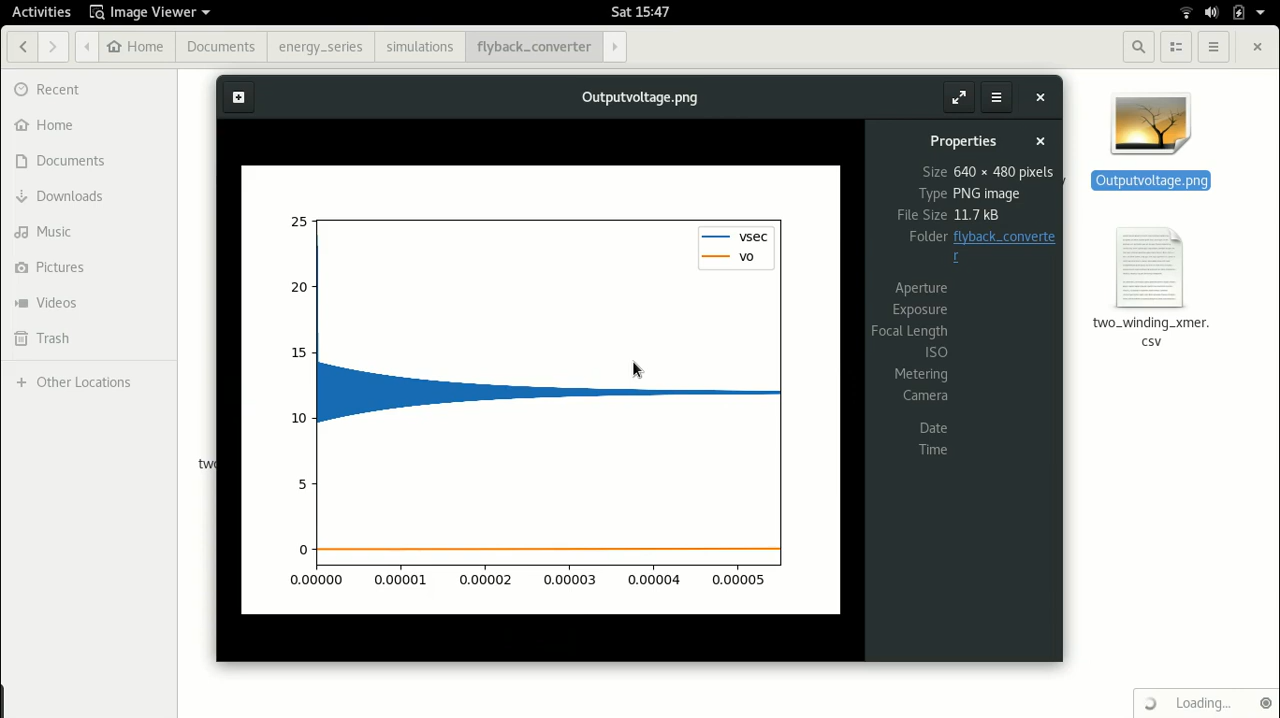 Activities Image Viewer Sat 15:47
Home Documents energy_series simulations flyback_converter
Recent
Home
Documents
Downloads
Music
Pictures
Videos
Trash
Other Locations
Outputvoltage.png
25
20
15
10
5
0
0.00000 0.00001 0.00002 0.00003 0.00004 0.00005
vsec
vo
Properties
Size 640 × 480 pixels
Type PNG image
File Size 11.7 kB
Folder flyback_converte
r
Aperture
Exposure
Focal Length
ISO
Metering
Camera
Date
Time
Outputvoltage.png
two_winding_xmer.
csv
Loading...